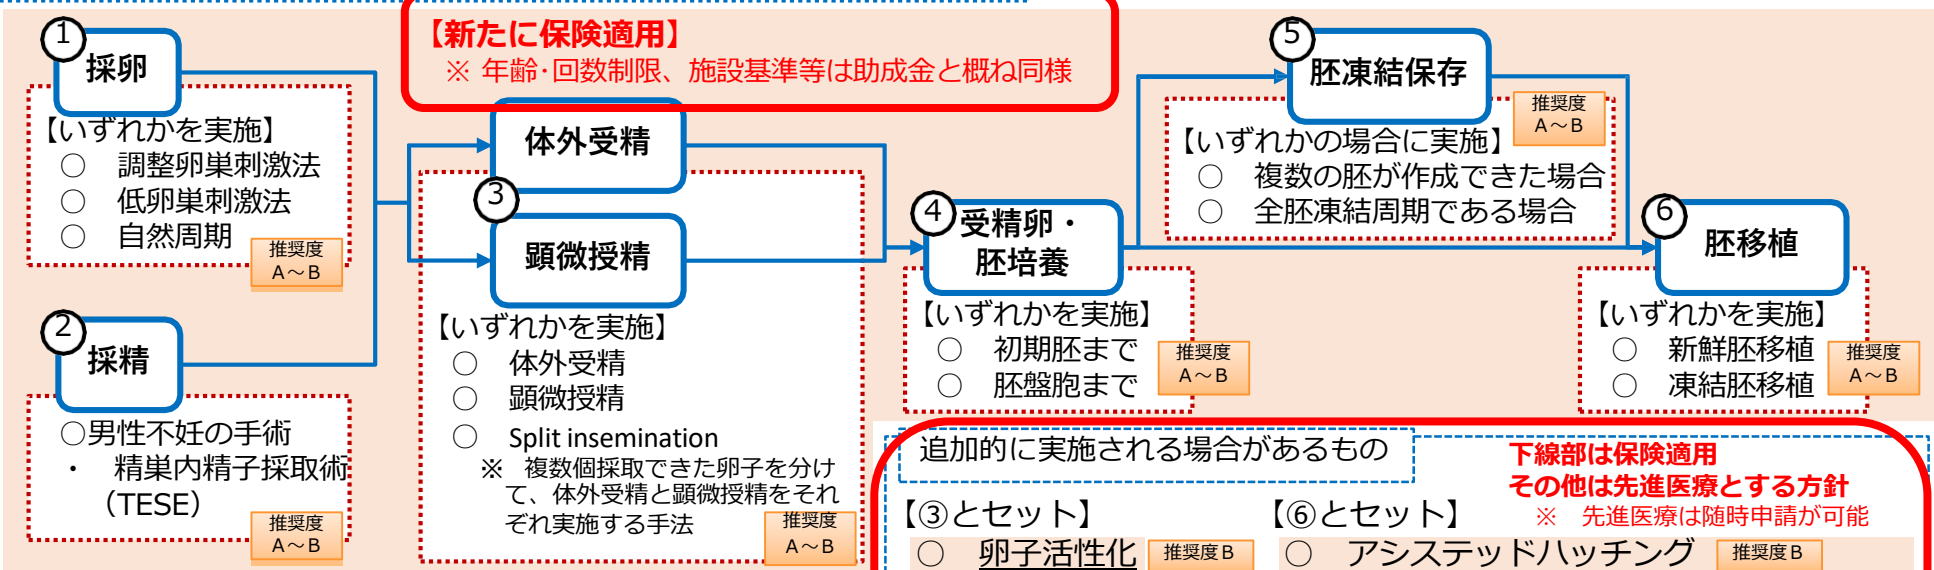 【新たに保険適用】
※ 年齢・回数制限、施設基準等は助成金と概ね同様
①
採卵
【いずれかを実施】
○ 調整卵巣刺激法
○ 低卵巣刺激法
○ 自然周期
推奨度
A～B
②
採精
○男性不妊の手術
・ 精巣内精子採取術
（TESE）
推奨度
A～B
体外受精
③
顕微授精
【いずれかを実施】
○ 体外受精
○ 顕微授精
○ Split insemination
※ 複数個採取できた卵子を分け
て、体外受精と顕微授精をそれ
ぞれ実施する手法
推奨度
A～B
④
受精卵・
胚培養
【いずれかを実施】
○ 初期胚まで
○ 胚盤胞まで
推奨度
A～B
⑤
胚凍結保存
推奨度
A～B
【いずれかの場合に実施】
○ 複数の胚が作成できた場合
○ 全胚凍結周期である場合
⑥
胚移植
【いずれかを実施】
○ 新鮮胚移植
○ 凍結胚移植
推奨度
A～B
追加的に実施される場合があるもの
下線部は保険適用
その他は先進医療とする方針
※ 先進医療は随時申請が可能
【③とセット】
○ 卵子活性化
推奨度B
【⑥とセット】
○ アシステッドハッチング
推奨度B